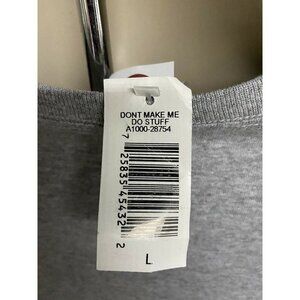 DONT MAKE ME
DO STUFF
A1000-28754
7 25835 45432 2
L